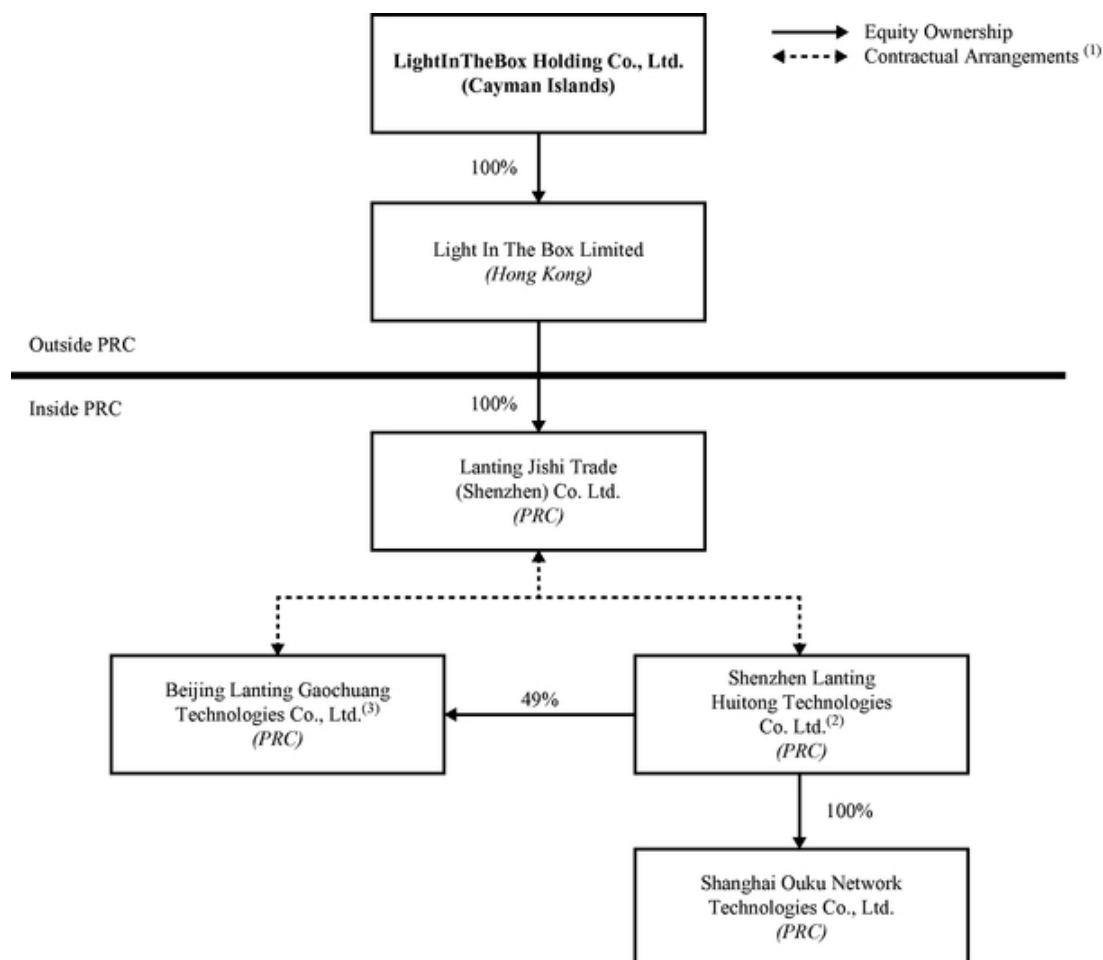 LightInTheBox Holding Co., Ltd.
(Cayman Islands)
Equity Ownership
Contractual Arrangements (1)
100%
Light In The Box Limited
(Hong Kong)
Outside PRC
Inside PRC
100%
Lanting Jishi Trade
(Shenzhen) Co. Ltd.
(PRC)
Beijing Lanting Gaochuang
Technologies Co., Ltd.(3)
(PRC)
49%
Shenzhen Lanting
Huitong Technologies
Co. Ltd.(2)
(PRC)
100%
Shanghai Ouku Network
Technologies Co., Ltd.
(PRC)